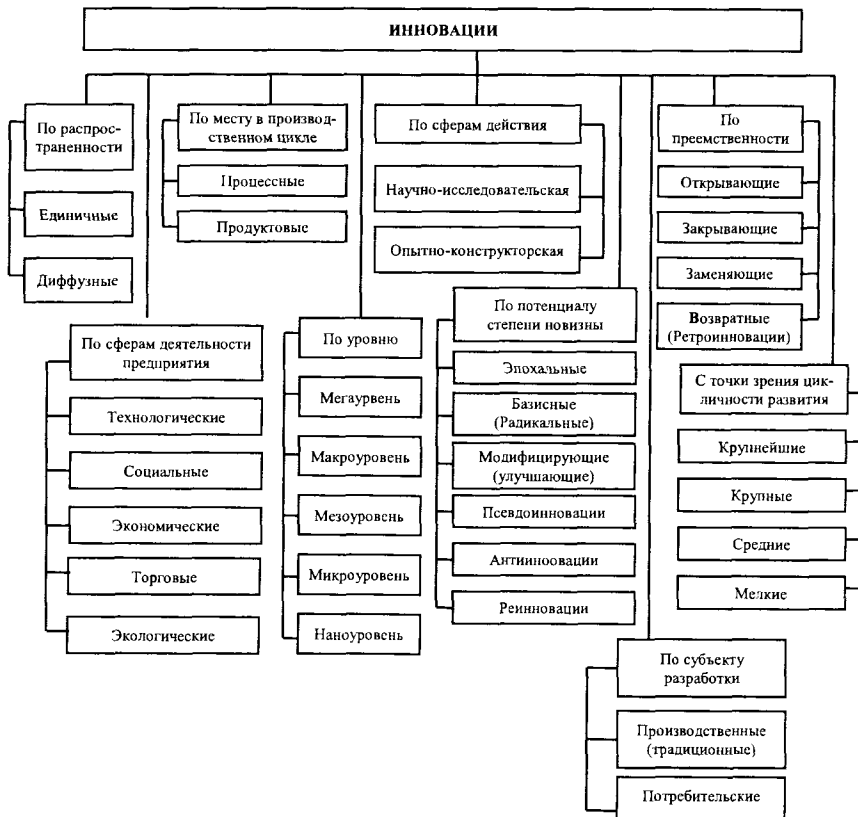 ИННОВАЦИИ
По распрос-
траненности
Единичные
Диффузные
По месту в производ-
ственном цикле
Процессные
Продуктовые
По сферам действия
Научно-исследовательская
Опытно-конструкторская
По
преемственности
Открывающие
Закрывающие
Заменяющие
Возвратные
(Ретроинновации)
По сферам деятельности
предприятия
Технологические
Социальные
Экономические
Торговые
Экологические
По уровню
Мегаурвень
Макроуровень
Мезоуровень
Микроуровень
Наноуровень
По потенциалу
степени новизны
Эпохальные
Базисные
(Радикальные)
Модифицирующие
(улучшающие)
Псевдоинновации
Антииноовации
Реинновации
С точки зрения цик-
личности развития
Крупнейшие
Крупные
Средние
Мелкие
По субъекту
разработки
Производственные
(традиционные)
Потребительские